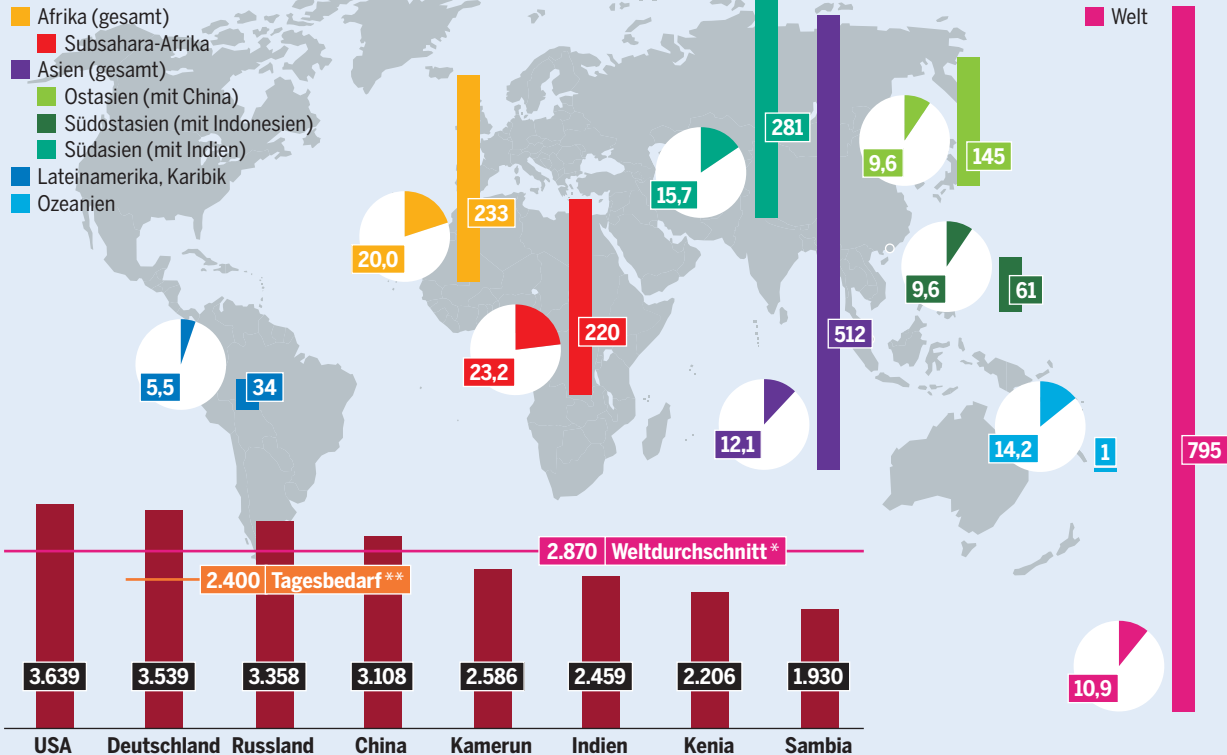 Afrika (gesamt)
Subsahara-Afrika
Asien (gesamt)
Ostasien (mit China)
Südostasien (mit Indonesien)
Südasien (mit Indien)
Lateinamerika, Karibik
Ozeanien
Welt
281
9,6
145
15,7
233
20,0
9,6
61
220
512
23,2
5,5
34
12,1
14,2
1
795
2.870 Weltdurchschnitt *
2.400 Tagesbedarf **
3.639
3.539
3.358
3.108
2.586
2.459
2.206
1.930
10,9
USA
Deutschland
Russland
China
Kamerun
Indien
Kenia
Sambia